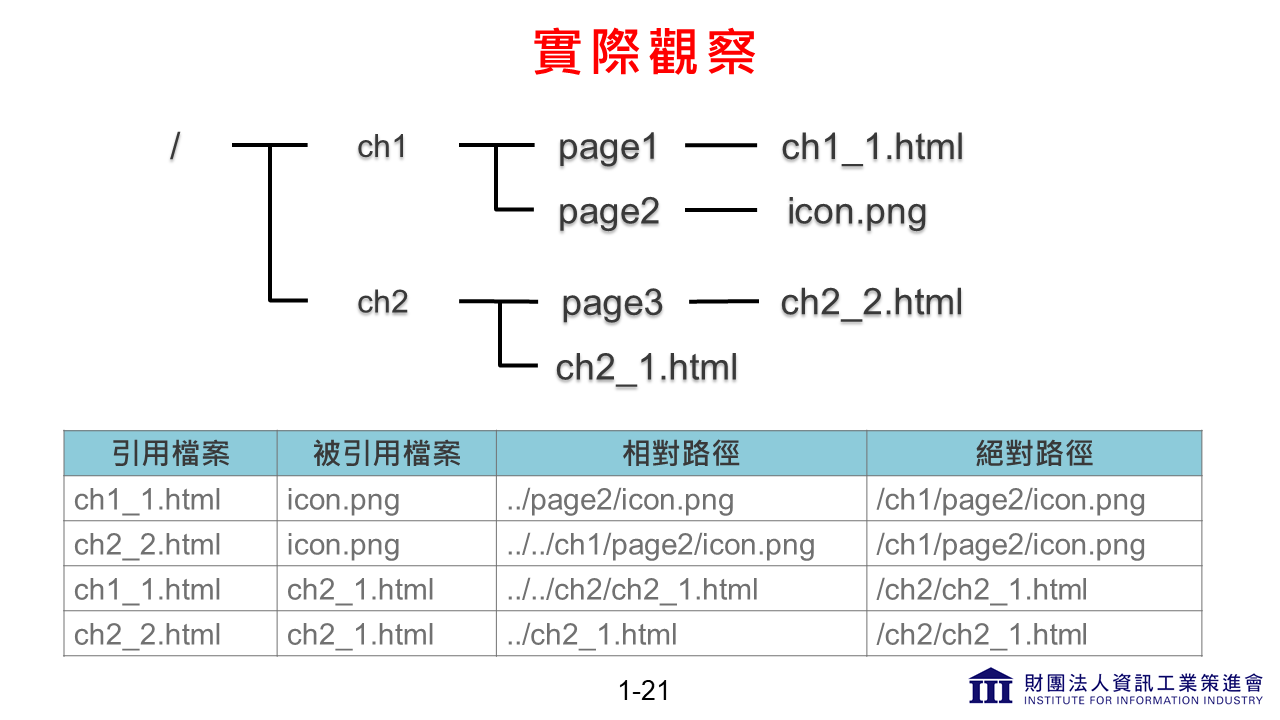 實際觀察
/ ch1 page1 ch1_1.html
page2 icon.png
ch2 page3 ch2_2.html
ch2_1.html
引用檔案 被引用檔案 相對路徑 絕對路徑
ch1_1.html icon.png ../page2/icon.png /ch1/page2/icon.png
ch2_2.html icon.png ../../ch1/page2/icon.png /ch1/page2/icon.png
ch1_1.html ch2_1.html ../../ch2/ch2_1.html /ch2/ch2_1.html
ch2_2.html ch2_1.html ../ch2_1.html /ch2/ch2_1.html
1-21
財團法人資訊工業策進會
INSTITUTE FOR INFORMATION INDUSTRY